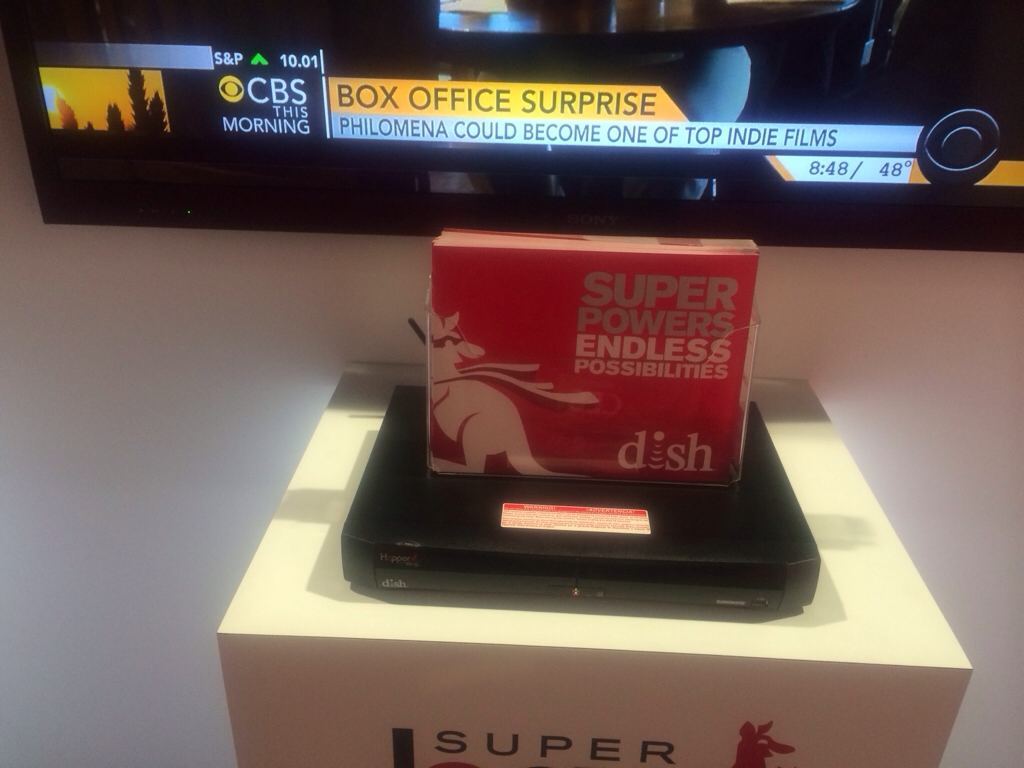 S&P 10.01
CBS
THIS
MORNING
BOX OFFICE SURPRISE
PHILOMENA COULD BECOME ONE OF TOP INDIE FILMS
8:48/ 48°
SONY
SUPER
POWERS
ENDLESS
POSSIBILITIES
dish
Hopper
dish
SUPER